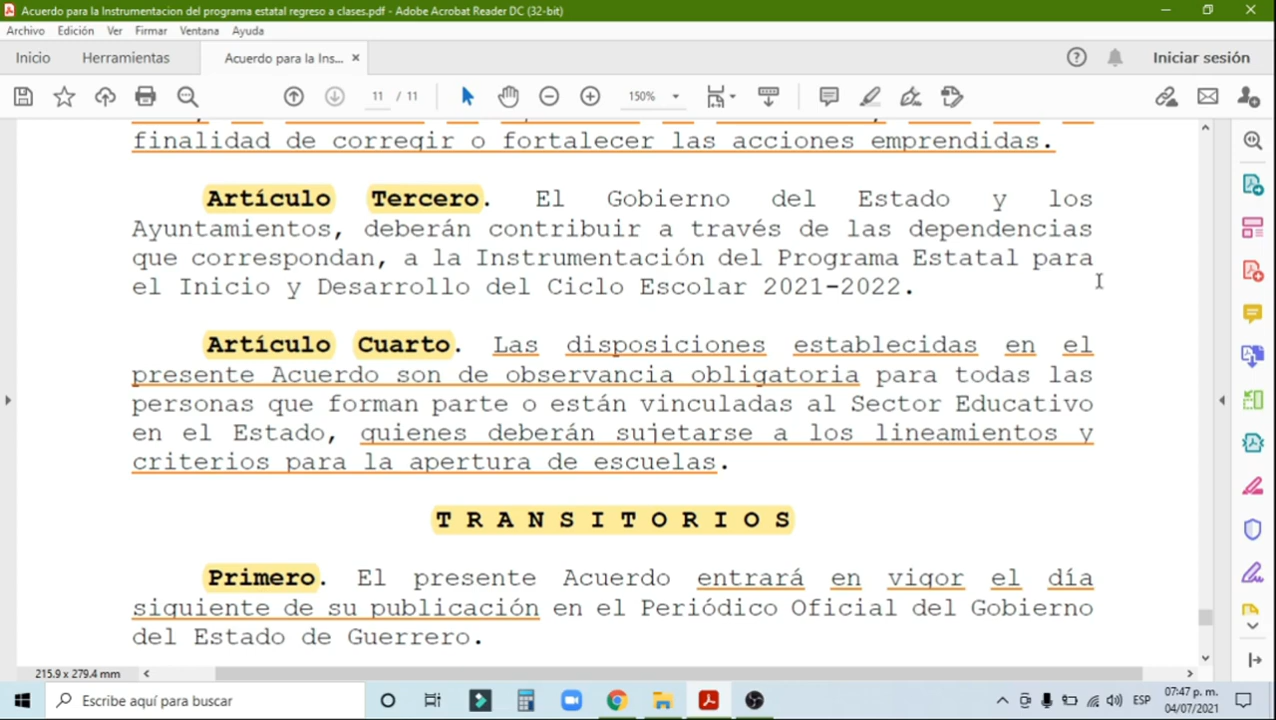 Acuerdo para la Instrumentacion del programa estatal regreso a clases.pdf - Adobe Acrobat Reader DC (32-bit)
Archivo Edición Ver Firmar Ventana Ayuda
Inicio Herramientas Acuerdo para la Ins... × Iniciar sesión
11 / 11 150%
finalidad de corregir o fortalecer las acciones emprendidas.
Artículo Tercero. El Gobierno del Estado y los
Ayuntamientos, deberán contribuir a través de las dependencias
que correspondan, a la Instrumentación del Programa Estatal para
el Inicio y Desarrollo del Ciclo Escolar 2021-2022.
Artículo Cuarto. Las disposiciones establecidas en el
presente Acuerdo son de observancia obligatoria para todas las
personas que forman parte o están vinculadas al Sector Educativo
en el Estado, quienes deberán sujetarse a los lineamientos y
criterios para la apertura de escuelas.
T R A N S I T O R I O S
Primero. El presente Acuerdo entrará en vigor el día
siguiente de su publicación en el Periódico Oficial del Gobierno
del Estado de Guerrero.
215.9 x 279.4 mm
Escribe aquí para buscar
ESP
07:47 p. m.
04/07/2021